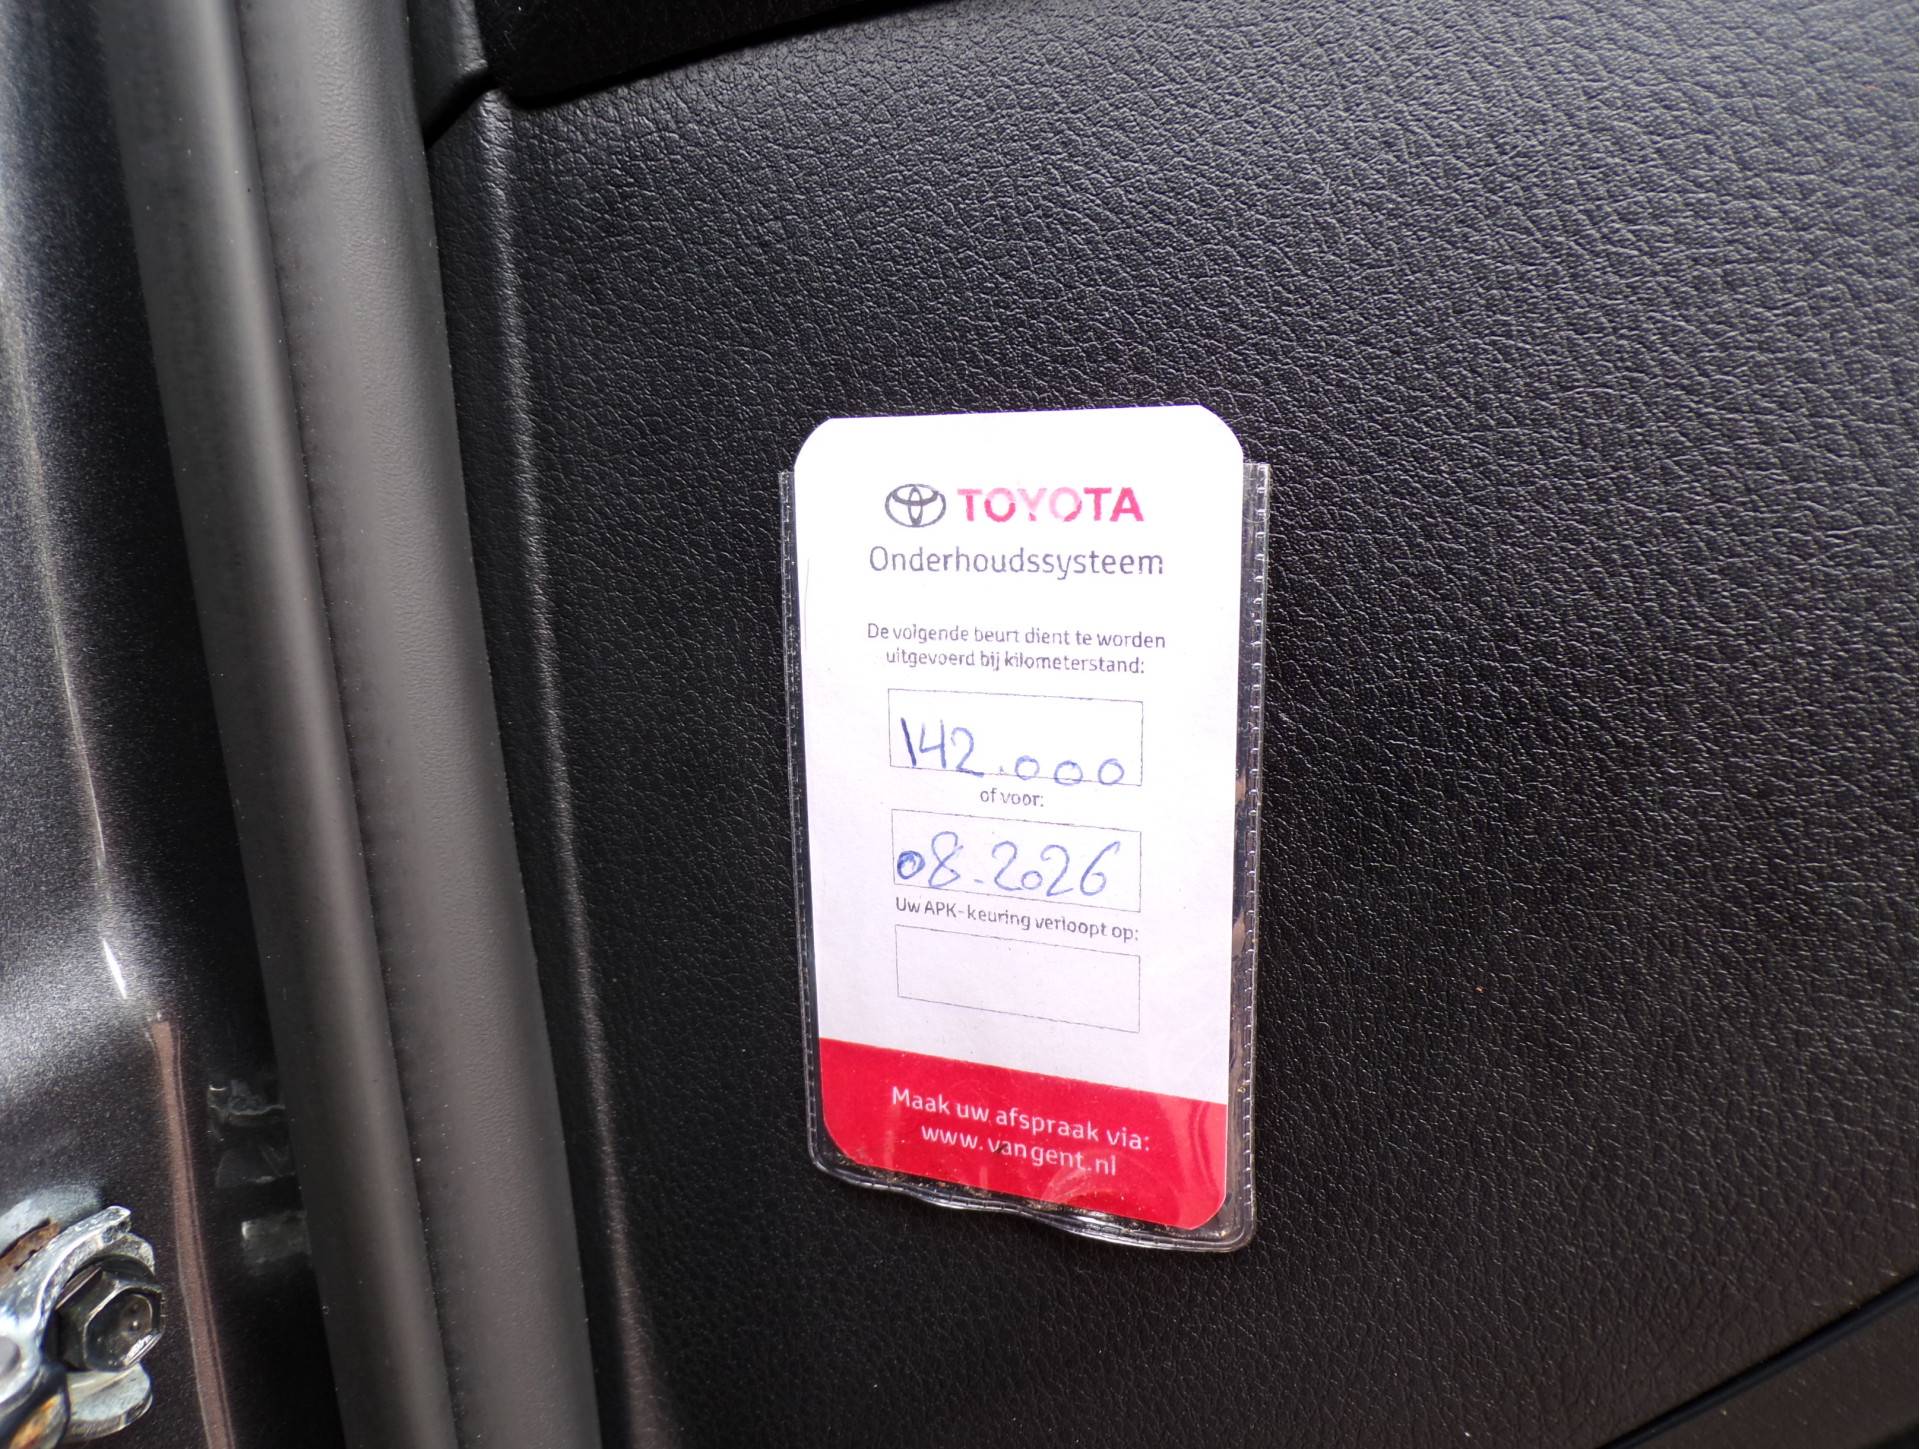 TOYOTA
Onderhoudssysteem
De volgende beurt dient te worden
uitgevoerd bij kilometerstand:
142.000
of voor:
08-2026
Uw APK-keuring verloopt op:
Maak uw afspraak via:
www.vangent.nl